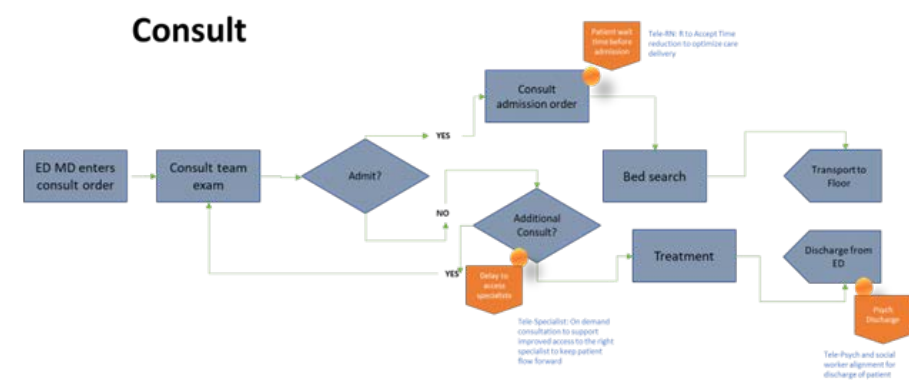 Consult
Patient wait
time before
admission
Tele-RN: R to Accept Time
reduction to optimize care
delivery
Consult
admission order
YES
ED MD enters
consult order
Consult team
exam
Admit?
Bed search
Transport to
Floor
NO
Additional
Consult?
Treatment
Discharge from
ED
YES
Delay to
access
specialists
Psych
Discharge
Tele-Specialist: On demand
consultation to support
improved access to the right
specialist to keep patient
flow forward
Tele-Psych and social
worker alignment for
discharge of patient